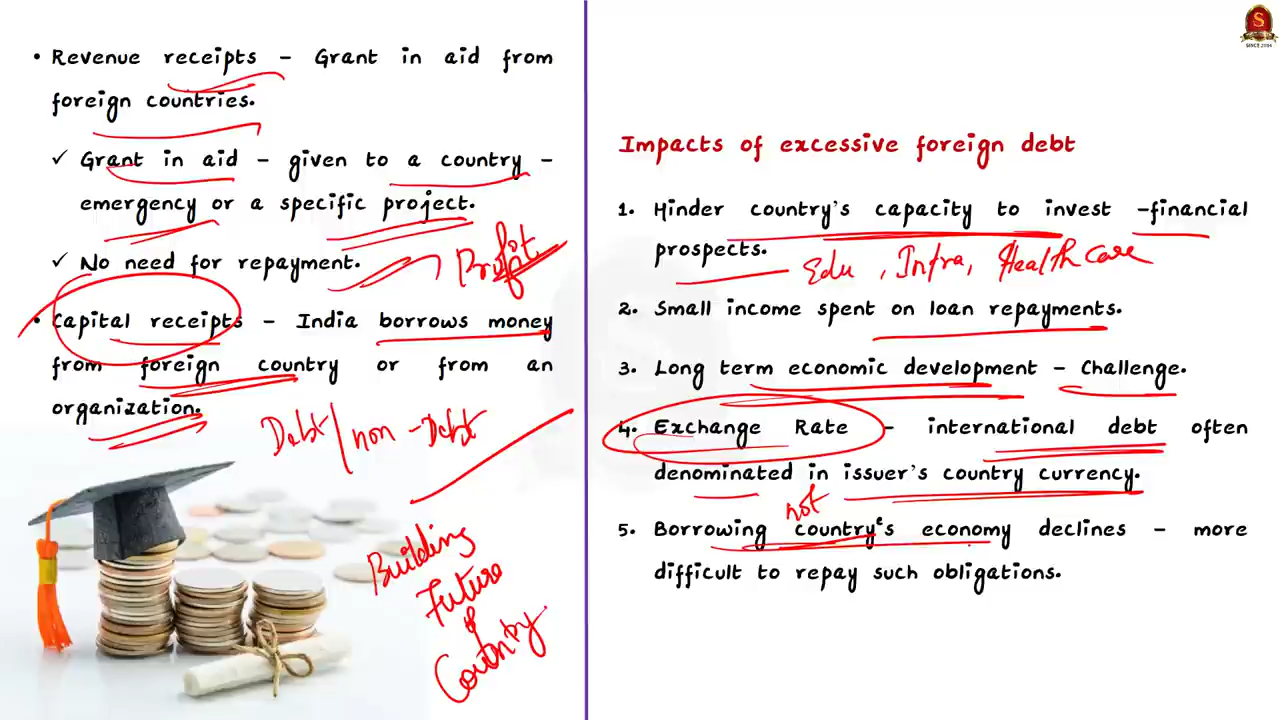 • Revenue receipts – Grant in aid from
foreign countries.
✓ Grant in aid – given to a country –
emergency or a specific project.
✓ No need for repayment.
Profit
• Capital receipts – India borrows money
from foreign country or from an
organization.
Debt/non-Debt
Building
Future
of
Country
S
SINCE 2004
Impacts of excessive foreign debt
1. Hinder country's capacity to invest -financial
prospects.
Edu, Infra, Healthcare
2. Small income spent on loan repayments.
3. Long term economic development – Challenge.
4. Exchange Rate – international debt often
denominated in issuer's country currency.
not
5. Borrowing country's economy declines – more
difficult to repay such obligations.